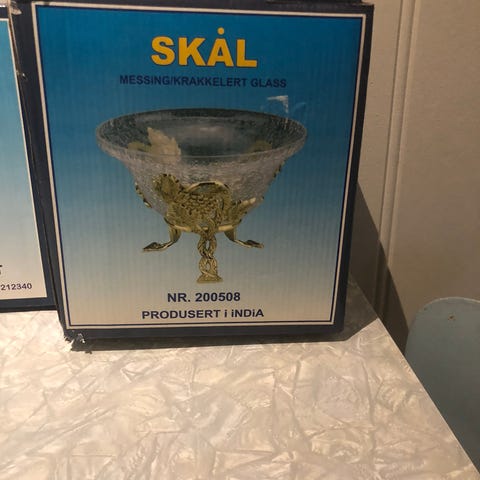 SKÅL
MESSiNG/KRAKKELERT GLASS
NR. 200508
PRODUSERT i iNDiA
212340